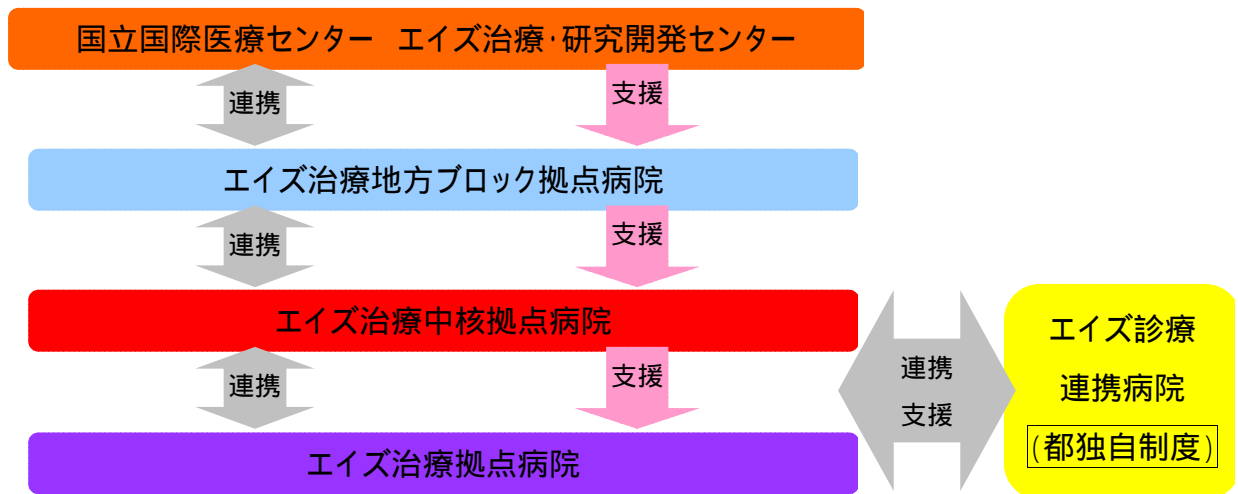 国立国際医療センター　エイズ治療・研究開発センター
連携
支援
エイズ治療地方ブロック拠点病院
連携
支援
エイズ治療中核拠点病院
連携
支援
エイズ治療拠点病院
連携
支援
エイズ診療
連携病院
(都独自制度)